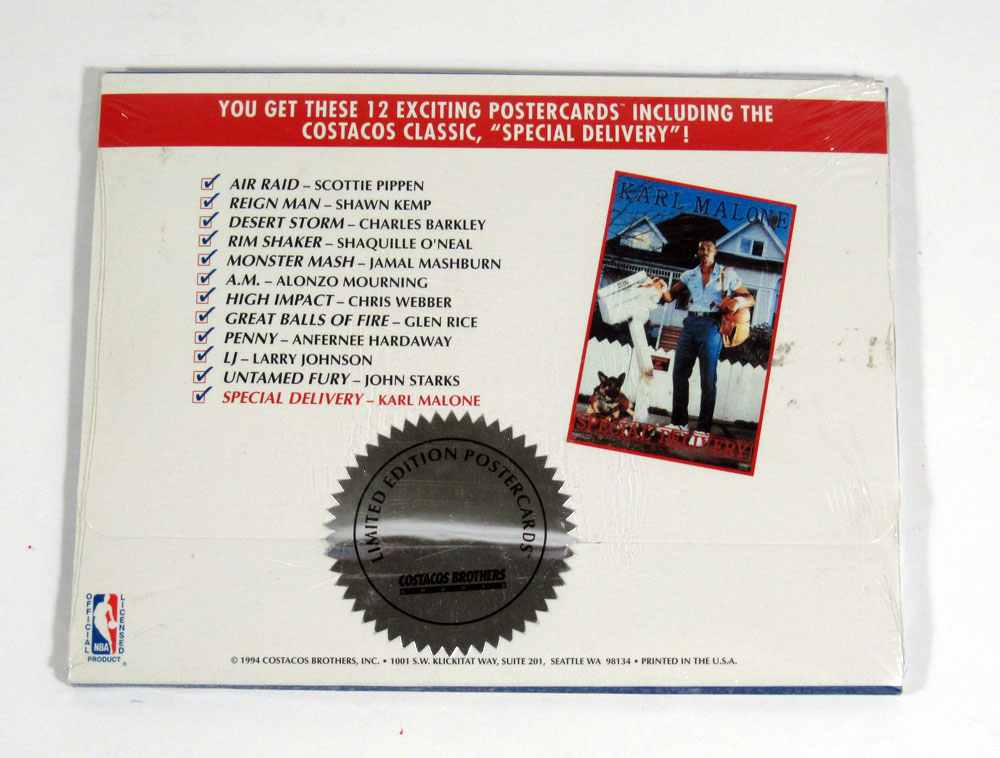 YOU GET THESE 12 EXCITING POSTERCARDS™ INCLUDING THE
COSTACOS CLASSIC, "SPECIAL DELIVERY"!
AIR RAID – SCOTTIE PIPPEN
REIGN MAN – SHAWN KEMP
DESERT STORM – CHARLES BARKLEY
RIM SHAKER – SHAQUILLE O'NEAL
MONSTER MASH – JAMAL MASHBURN
A.M. – ALONZO MOURNING
HIGH IMPACT – CHRIS WEBBER
GREAT BALLS OF FIRE – GLEN RICE
PENNY – ANFERNEE HARDAWAY
LJ – LARRY JOHNSON
UNTAMED FURY – JOHN STARKS
SPECIAL DELIVERY – KARL MALONE
KARL MALONE
SPECIAL DELIVERY
LIMITED EDITION POSTERCARDS™
COSTACOS BROTHERS
SPORTS
OFFICIAL
LICENSED
NBA
PRODUCT ®
© 1994 COSTACOS BROTHERS, INC. • 1001 S.W. KLICKITAT WAY, SUITE 201, SEATTLE WA 98134 • PRINTED IN THE U.S.A.